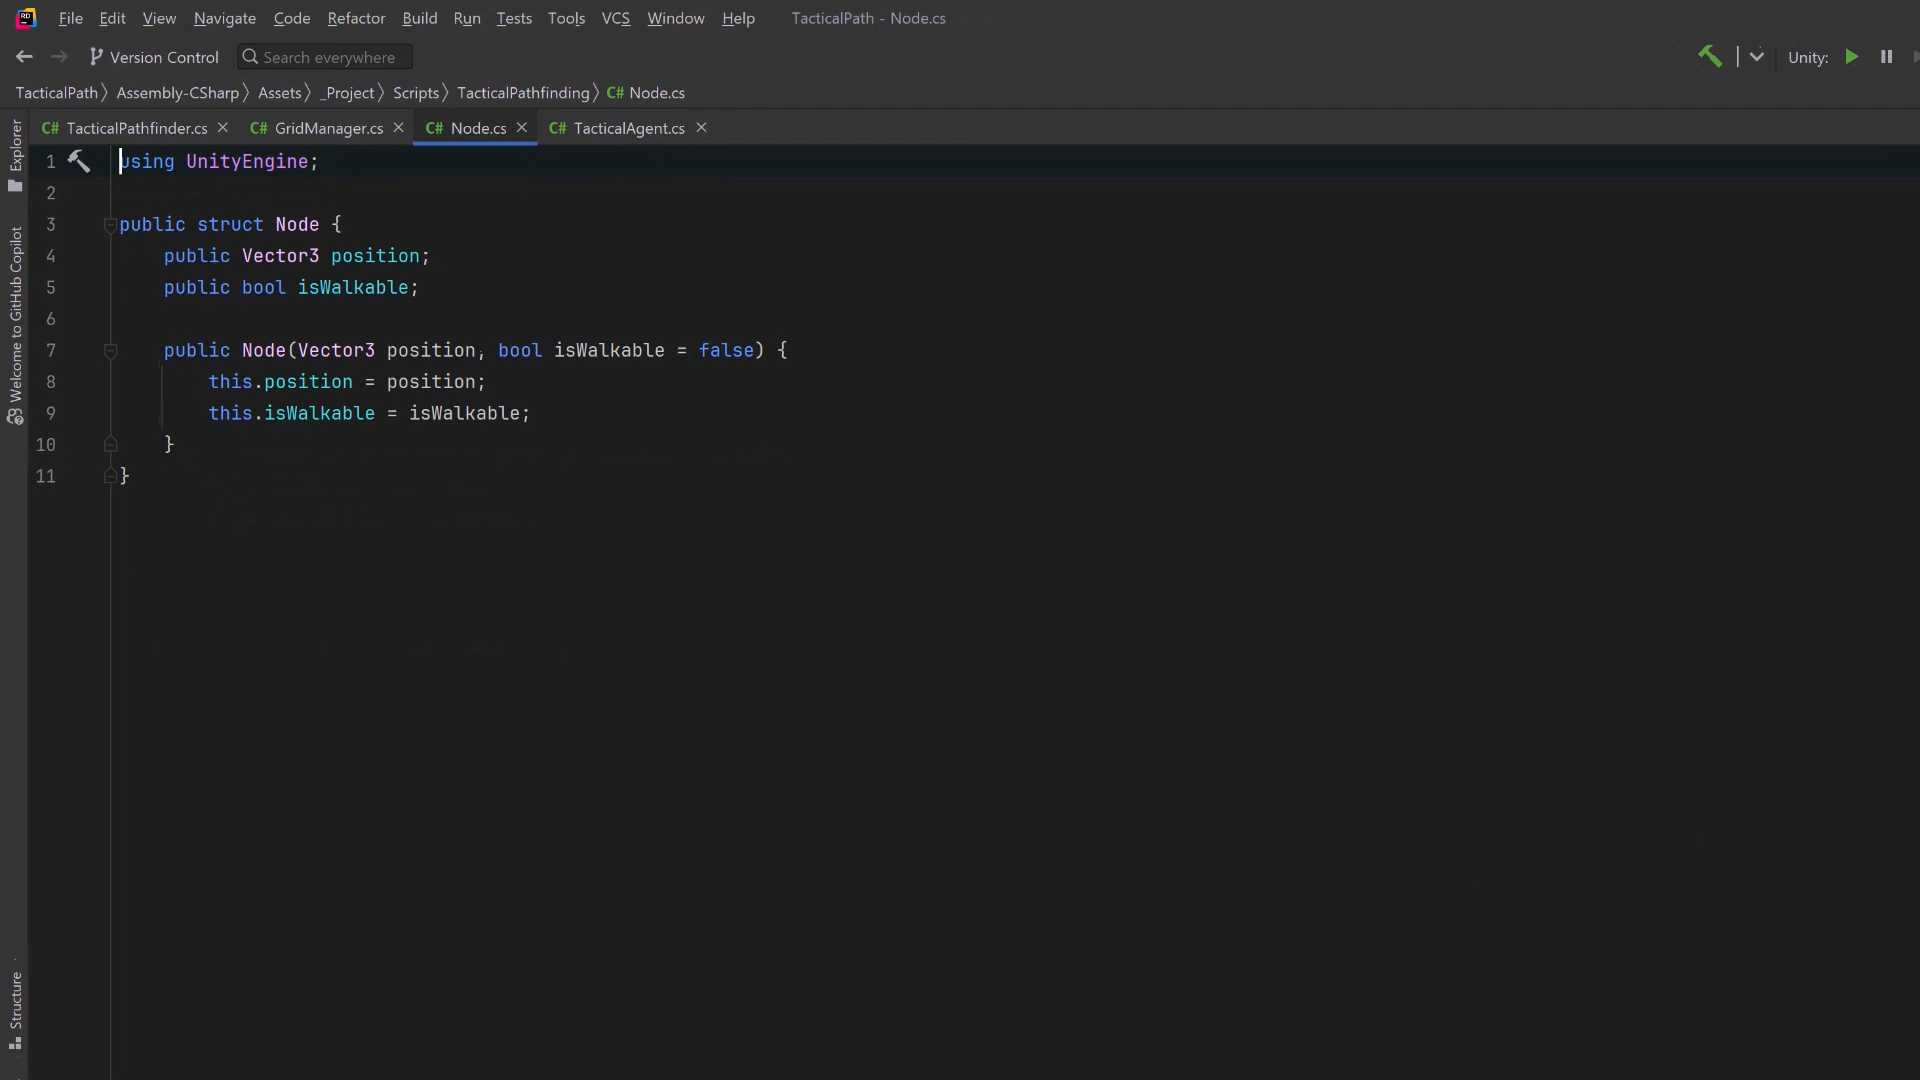 RD File Edit View Navigate Code Refactor Build Run Tests Tools VCS Window Help TacticalPath - Node.cs
Version Control Search everywhere Unity:
TacticalPath〉 Assembly-CSharp〉 Assets〉 _Project〉 Scripts〉 TacticalPathfinding〉 C# Node.cs
C# TacticalPathfinder.cs C# GridManager.cs C# Node.cs C# TacticalAgent.cs
Explorer
Welcome to GitHub Copilot
Structure
1 using UnityEngine;
2
3 public struct Node {
4 public Vector3 position;
5 public bool isWalkable;
6
7 public Node(Vector3 position, bool isWalkable = false) {
8 this.position = position;
9 this.isWalkable = isWalkable;
10 }
11 }